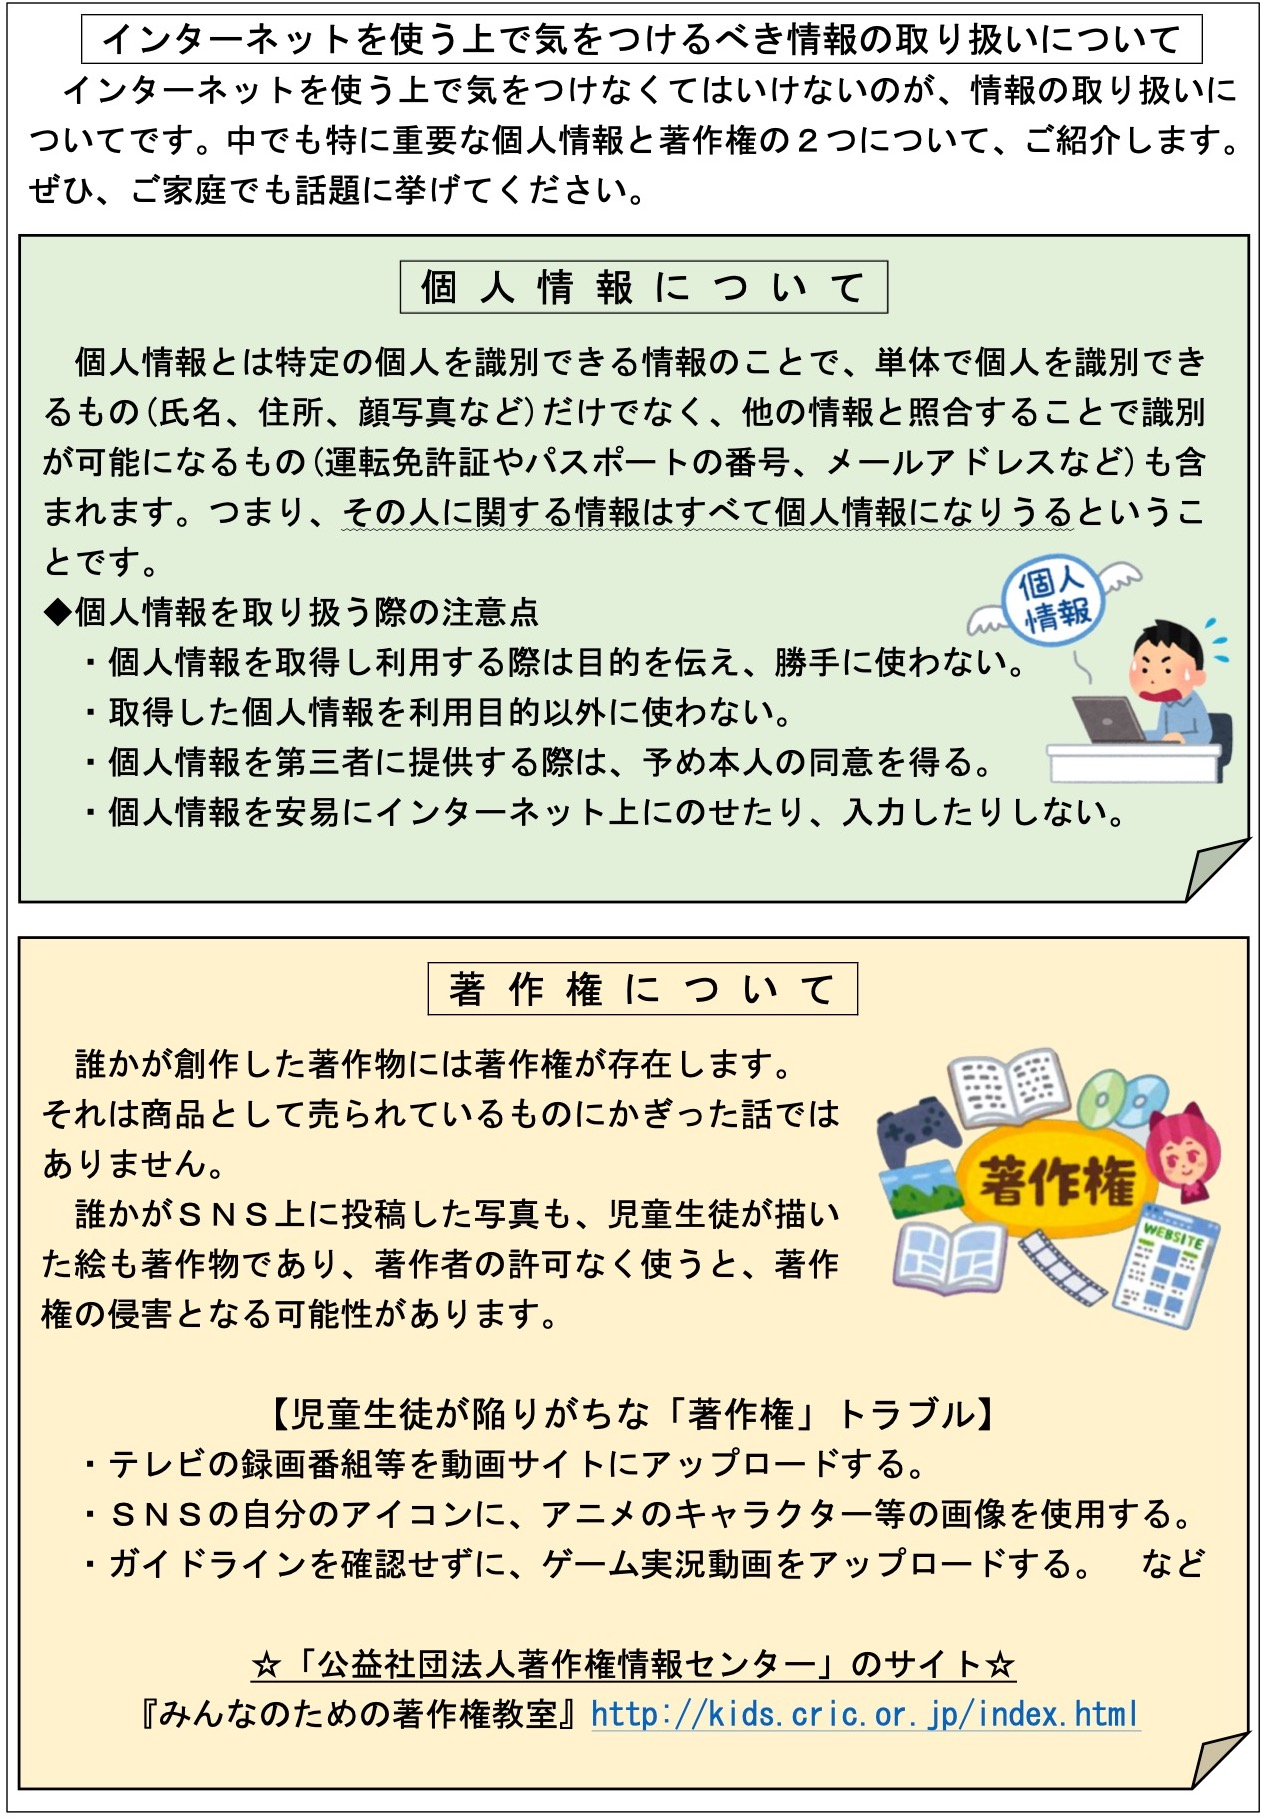 インターネットを使う上で気をつけるべき情報の取り扱いについて
インターネットを使う上で気をつけなくてはいけないのが、情報の取り扱いに
ついてです。中でも特に重要な個人情報と著作権の２つについて、ご紹介します。
ぜひ、ご家庭でも話題に挙げてください。
個人情報について
個人情報とは特定の個人を識別できる情報のことで、単体で個人を識別でき
るもの(氏名、住所、顔写真など)だけでなく、他の情報と照合することで識別
が可能になるもの(運転免許証やパスポートの番号、メールアドレスなど)も含
まれます。つまり、その人に関する情報はすべて個人情報になりうるというこ
とです。
個人
情報
◆個人情報を取り扱う際の注意点
・個人情報を取得し利用する際は目的を伝え、勝手に使わない。
・取得した個人情報を利用目的以外に使わない。
・個人情報を第三者に提供する際は、予め本人の同意を得る。
・個人情報を安易にインターネット上にのせたり、入力したりしない。
著作権について
誰かが創作した著作物には著作権が存在します。
それは商品として売られているものにかぎった話では
ありません。
誰かがＳＮＳ上に投稿した写真も、児童生徒が描い
た絵も著作物であり、著作者の許可なく使うと、著作
権の侵害となる可能性があります。
著作権
WEBSITE
【児童生徒が陥りがちな「著作権」トラブル】
・テレビの録画番組等を動画サイトにアップロードする。
・ＳＮＳの自分のアイコンに、アニメのキャラクター等の画像を使用する。
・ガイドラインを確認せずに、ゲーム実況動画をアップロードする。　など
☆「公益社団法人著作権情報センター」のサイト☆
『みんなのための著作権教室』http://kids.cric.or.jp/index.html